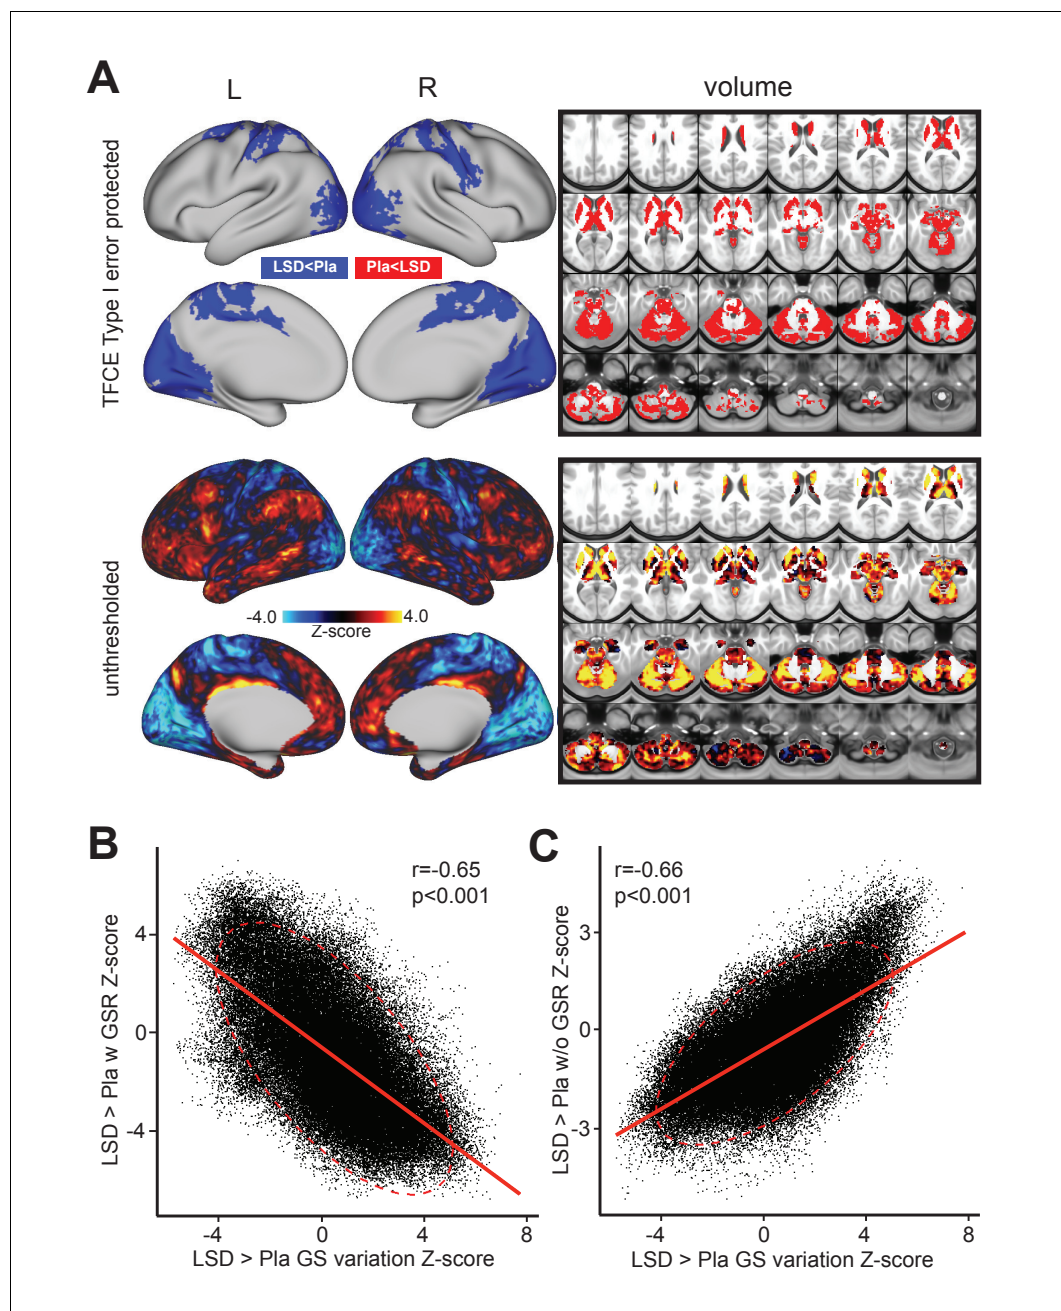 A
L
R
volume
TFCE Type I error protected
LSD<Pla
Pla<LSD
unthresholded
-4.0
4.0
Z-score
B
r=-0.65
p<0.001
LSD > Pla w GSR Z-score
4
0
-4
-4
0
4
8
LSD > Pla GS variation Z-score
C
r=-0.66
p<0.001
LSD > Pla w/o GSR Z-score
3
0
-3
-4
0
4
8
LSD > Pla GS variation Z-score